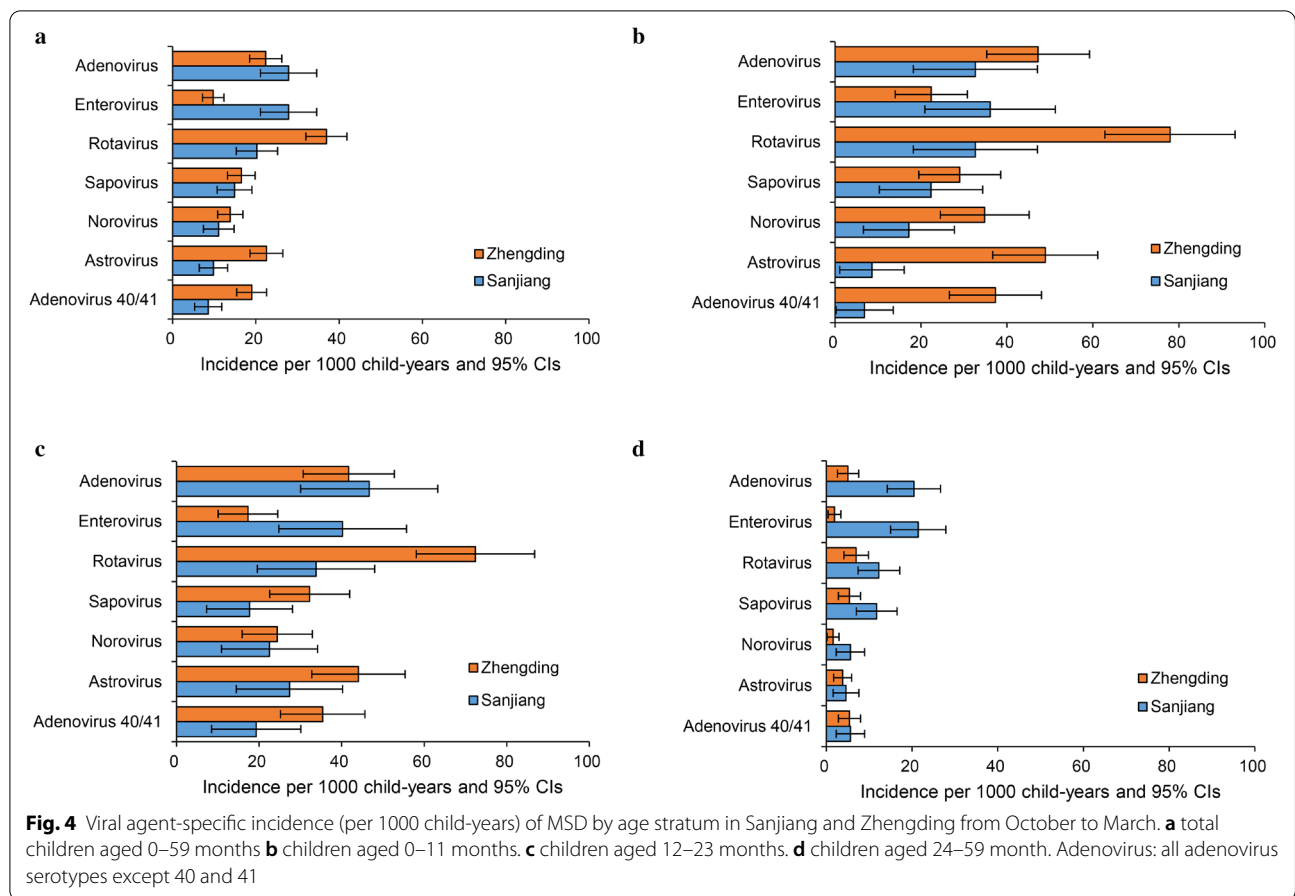 a
Adenovirus
Enterovirus
Rotavirus
Sapovirus
Norovirus
Astrovirus
Adenovirus 40/41
Zhengding
Sanjiang
0 20 40 60 80 100
Incidence per 1000 child-years and 95% CIs
b
Adenovirus
Enterovirus
Rotavirus
Sapovirus
Norovirus
Astrovirus
Adenovirus 40/41
Zhengding
Sanjiang
0 20 40 60 80 100
Incidence per 1000 child-years and 95% CIs
c
Adenovirus
Enterovirus
Rotavirus
Sapovirus
Norovirus
Astrovirus
Adenovirus 40/41
Zhengding
Sanjiang
0 20 40 60 80 100
Incidence per 1000 child-years and 95% CIs
d
Adenovirus
Enterovirus
Rotavirus
Sapovirus
Norovirus
Astrovirus
Adenovirus 40/41
Zhengding
Sanjiang
0 20 40 60 80 100
Incidence per 1000 child-years and 95% CIs
Fig. 4 Viral agent-specific incidence (per 1000 child-years) of MSD by age stratum in Sanjiang and Zhengding from October to March. a total
children aged 0–59 months b children aged 0–11 months. c children aged 12–23 months. d children aged 24–59 month. Adenovirus: all adenovirus
serotypes except 40 and 41